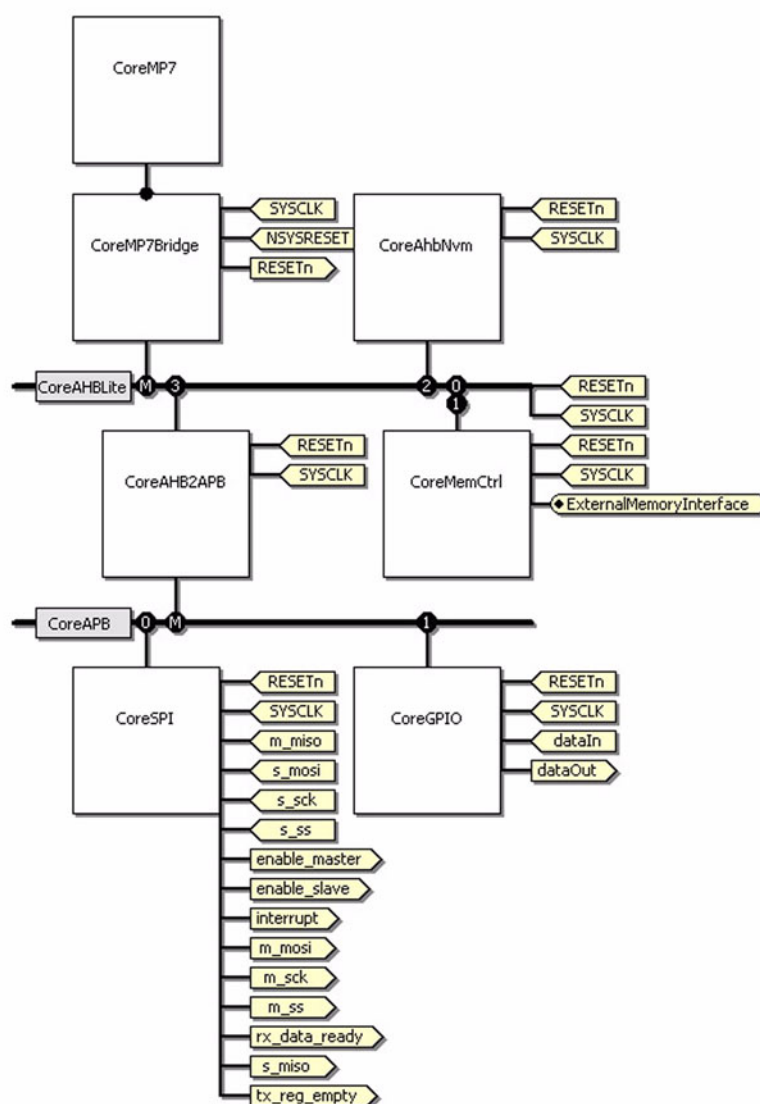 CoreMP7
CoreMP7Bridge
SYSCLK
NSYSRESET
RESETn
CoreAhbNvm
RESETn
SYSCLK
CoreAHBLite
M
3
2
0
1
RESETn
SYSCLK
CoreAHB2APB
RESETn
SYSCLK
CoreMemCtrl
RESETn
SYSCLK
ExternalMemoryInterface
CoreAPB
0
M
1
CoreSPI
RESETn
SYSCLK
m_miso
s_mosi
s_sck
s_ss
enable_master
enable_slave
interrupt
m_mosi
m_sck
m_ss
rx_data_ready
s_miso
tx_reg_empty
CoreGPIO
RESETn
SYSCLK
dataIn
dataOut